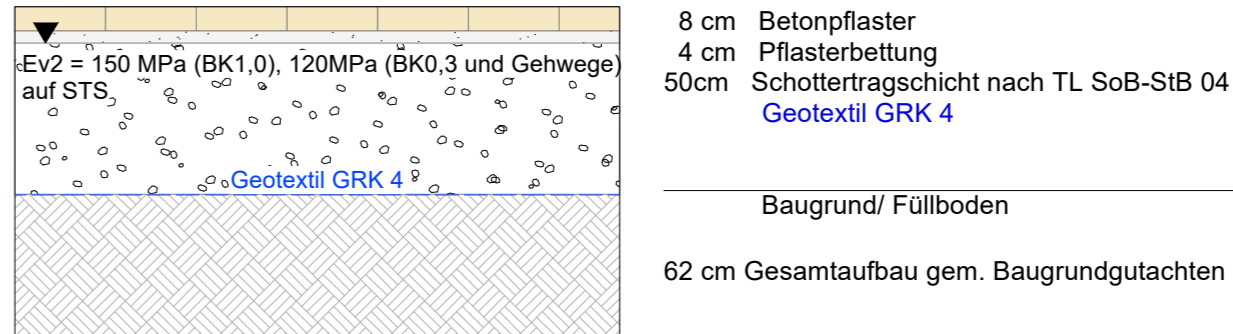 Ev2 = 150 MPa (BK1,0), 120MPa (BK0,3 und Gehwege)
auf STS
Geotextil GRK 4
8 cm Betonpflaster
4 cm Pflasterbettung
50cm Schottertragschicht nach TL SoB-StB 04
Geotextil GRK 4
Baugrund/ Füllboden
62 cm Gesamtaufbau gem. Baugrundgutachten